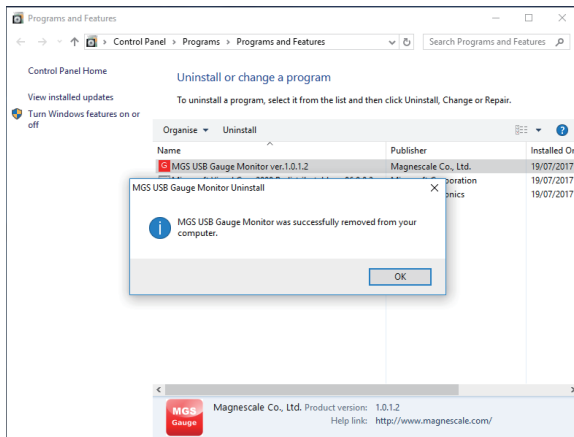 Programs and Features
Control Panel > Programs > Programs and Features
Search Programs and Features
Control Panel Home
View installed updates
Turn Windows features on or
off
Uninstall or change a program
To uninstall a program, select it from the list and then click Uninstall, Change or Repair.
Organise
Uninstall
Name
Publisher
Installed On
MGS USB Gauge Monitor ver.1.0.1.2
Magnescale Co., Ltd.
19/07/2017
19/07/2017
19/07/2017
MGS USB Gauge Monitor Uninstall
MGS USB Gauge Monitor was successfully removed from your
computer.
OK
MGS
Gauge
Magnescale Co., Ltd. Product version: 1.0.1.2
Help link: http://www.magnescale.com/